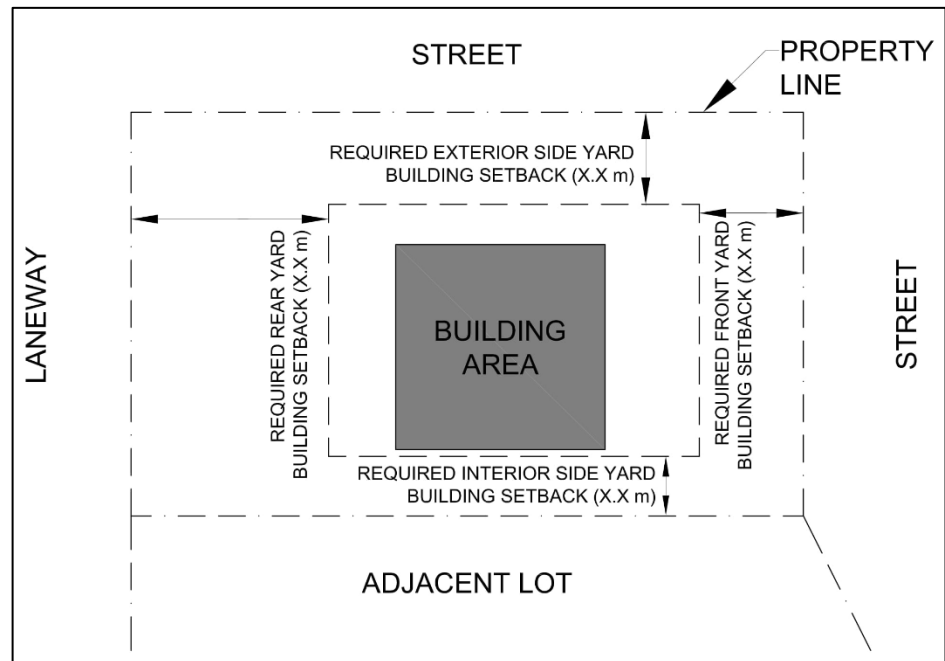 STREET
PROPERTY
LINE
REQUIRED EXTERIOR SIDE YARD
BUILDING SETBACK (X.X m)
LANEWAY
REQUIRED REAR YARD
BUILDING SETBACK (X.X m)
BUILDING
AREA
REQUIRED FRONT YARD
BUILDING SETBACK (X.X m)
STREET
REQUIRED INTERIOR SIDE YARD
BUILDING SETBACK (X.X m)
ADJACENT LOT